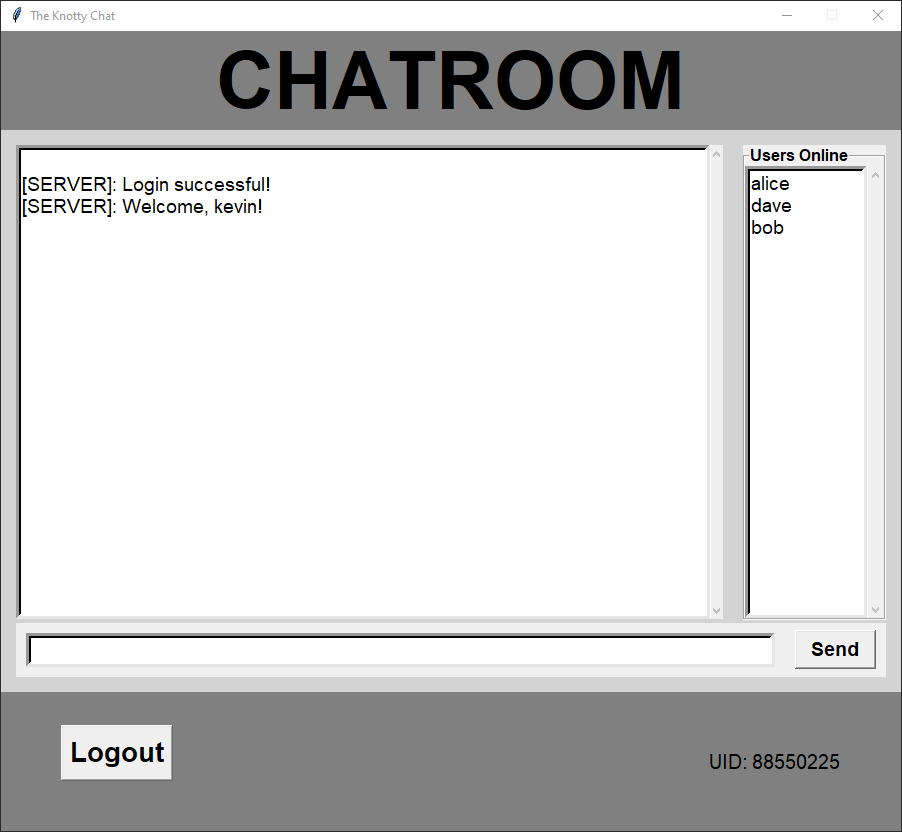 The Knotty Chat
CHATROOM
[SERVER]: Login successful!
[SERVER]: Welcome, kevin!
Users Online
alice
dave
bob
Send
Logout
UID: 88550225